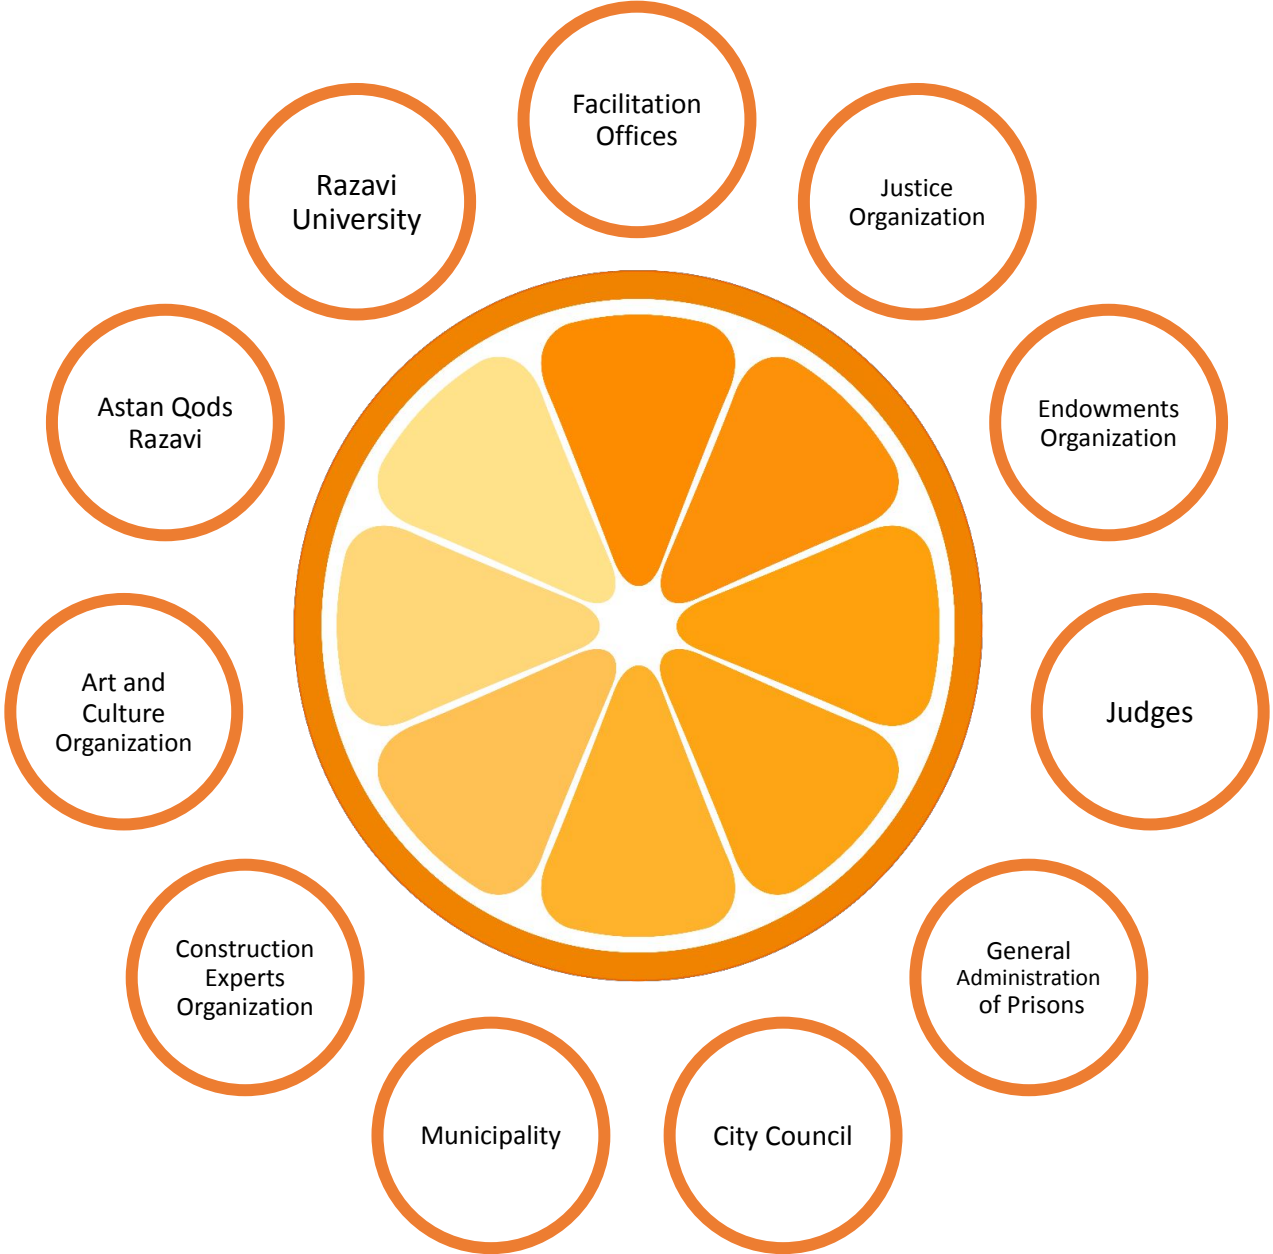 Facilitation
Offices
Justice
Organization
Endowments
Organization
Judges
General
Administration
of Prisons
City Council
Municipality
Construction
Experts
Organization
Art and
Culture
Organization
Astan Qods
Razavi
Razavi
University